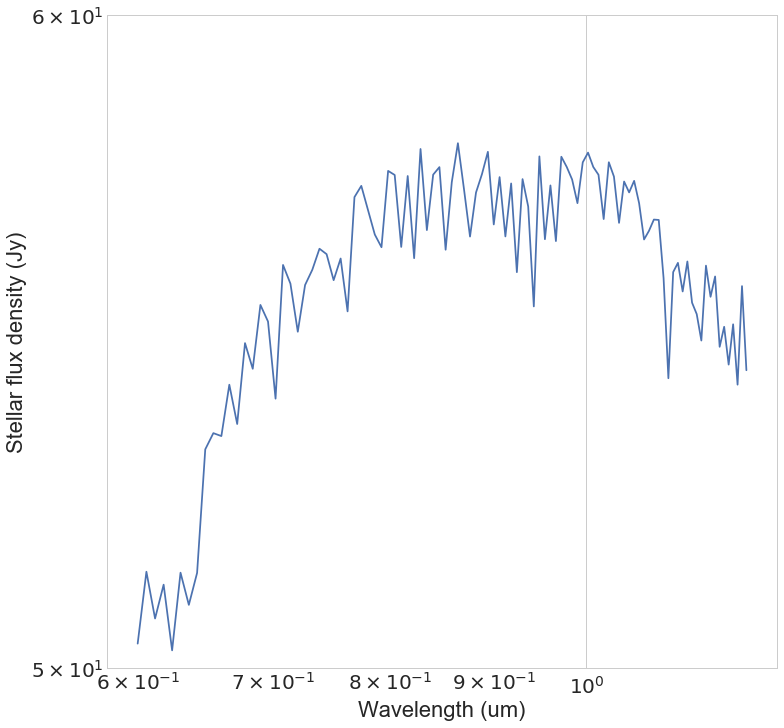 6 × 10¹
Stellar flux density (Jy)
5 × 10¹
6 × 10⁻¹ 7 × 10⁻¹ 8 × 10⁻¹ 9 × 10⁻¹ 10⁰
Wavelength (um)